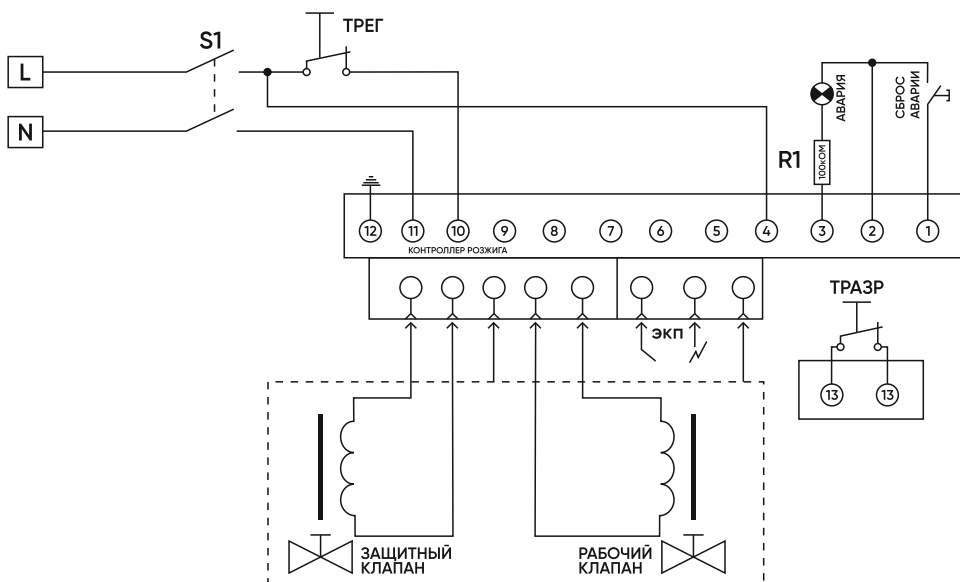 S1
ТРЕГ
L
N
АВАРИЯ
СБРОС
АВАРИИ
R1
100кОМ
12 11 10 9 8 7 6 5 4 3 2 1
КОНТРОЛЛЕР РОЗЖИГА
ТРАЗР
ЭКП
13 13
ЗАЩИТНЫЙ
КЛАПАН
РАБОЧИЙ
КЛАПАН